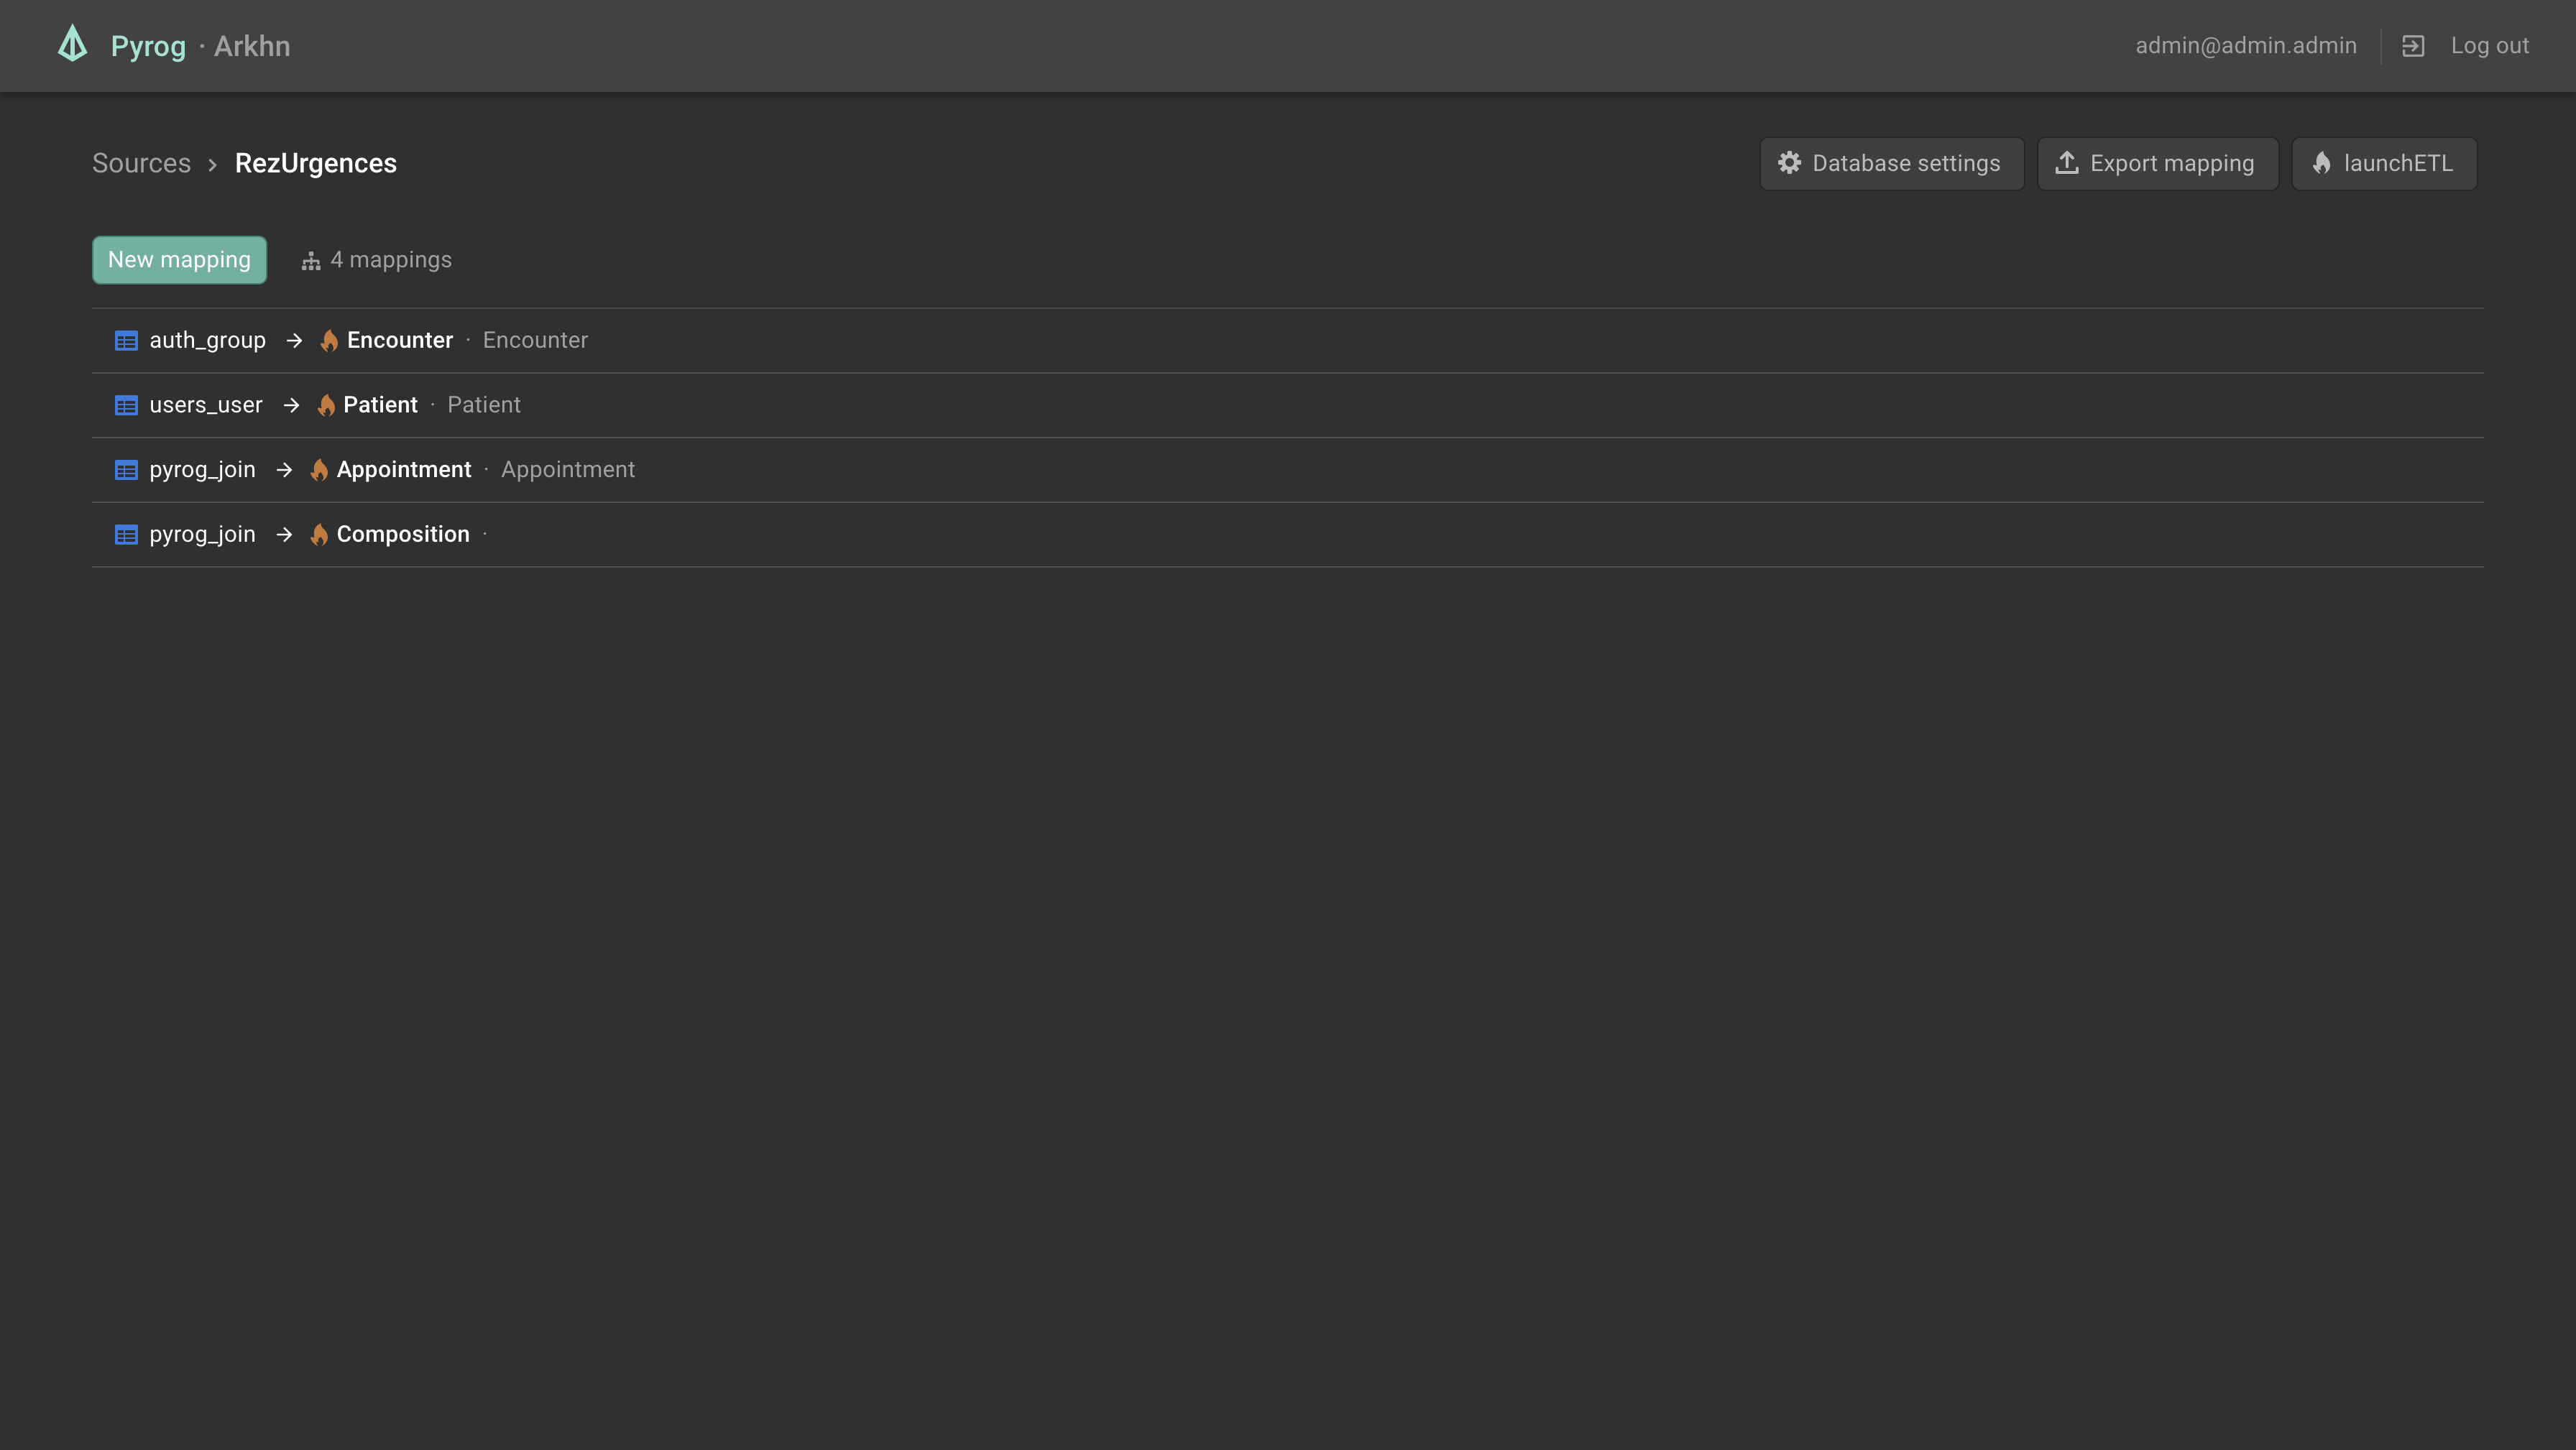 Pyrog · Arkhn admin@admin.admin Log out
Sources › RezUrgences Database settings Export mapping launchETL
New mapping 4 mappings
auth_group → Encounter · Encounter
users_user → Patient · Patient
pyrog_join → Appointment · Appointment
pyrog_join → Composition ·